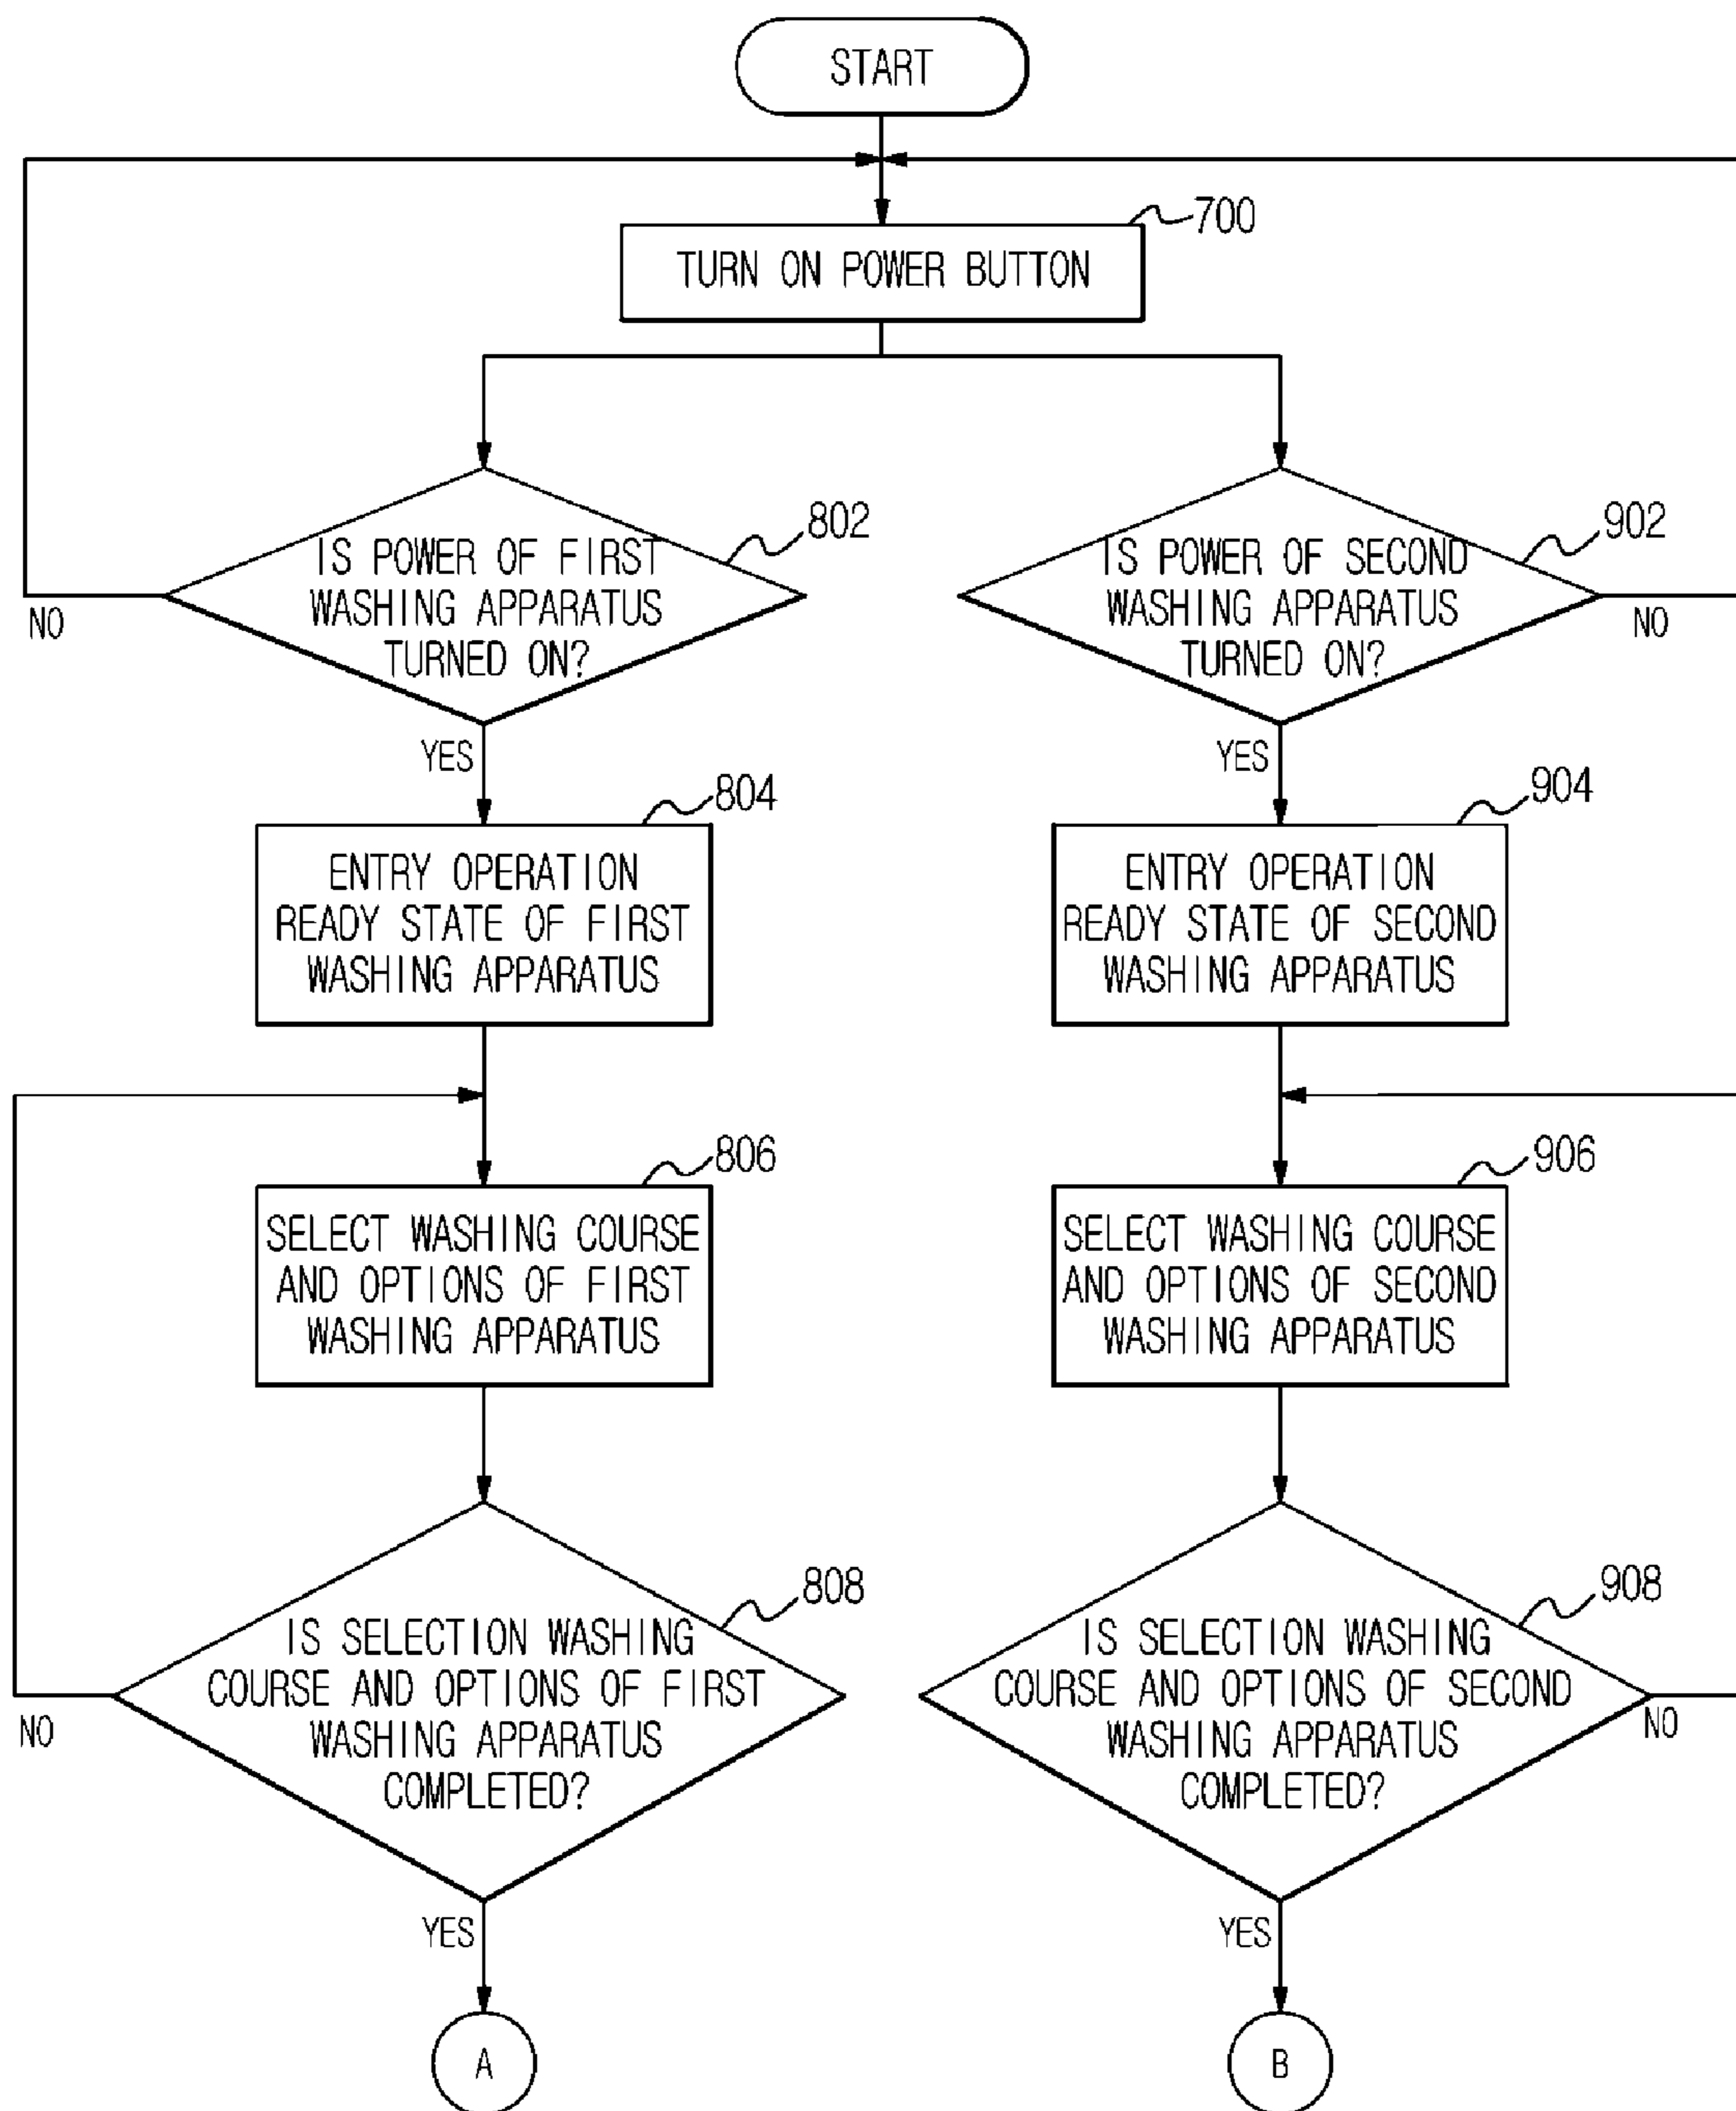 START
700
TURN ON POWER BUTTON
802
IS POWER OF FIRST
WASHING APPARATUS
TURNED ON?
NO
YES
902
IS POWER OF SECOND
WASHING APPARATUS
TURNED ON?
NO
YES
804
ENTRY OPERATION
READY STATE OF FIRST
WASHING APPARATUS
904
ENTRY OPERATION
READY STATE OF SECOND
WASHING APPARATUS
806
SELECT WASHING COURSE
AND OPTIONS OF FIRST
WASHING APPARATUS
906
SELECT WASHING COURSE
AND OPTIONS OF SECOND
WASHING APPARATUS
808
IS SELECTION WASHING
COURSE AND OPTIONS OF FIRST
WASHING APPARATUS
COMPLETED?
NO
YES
908
IS SELECTION WASHING
COURSE AND OPTIONS OF SECOND
WASHING APPARATUS
COMPLETED?
NO
YES
A
B